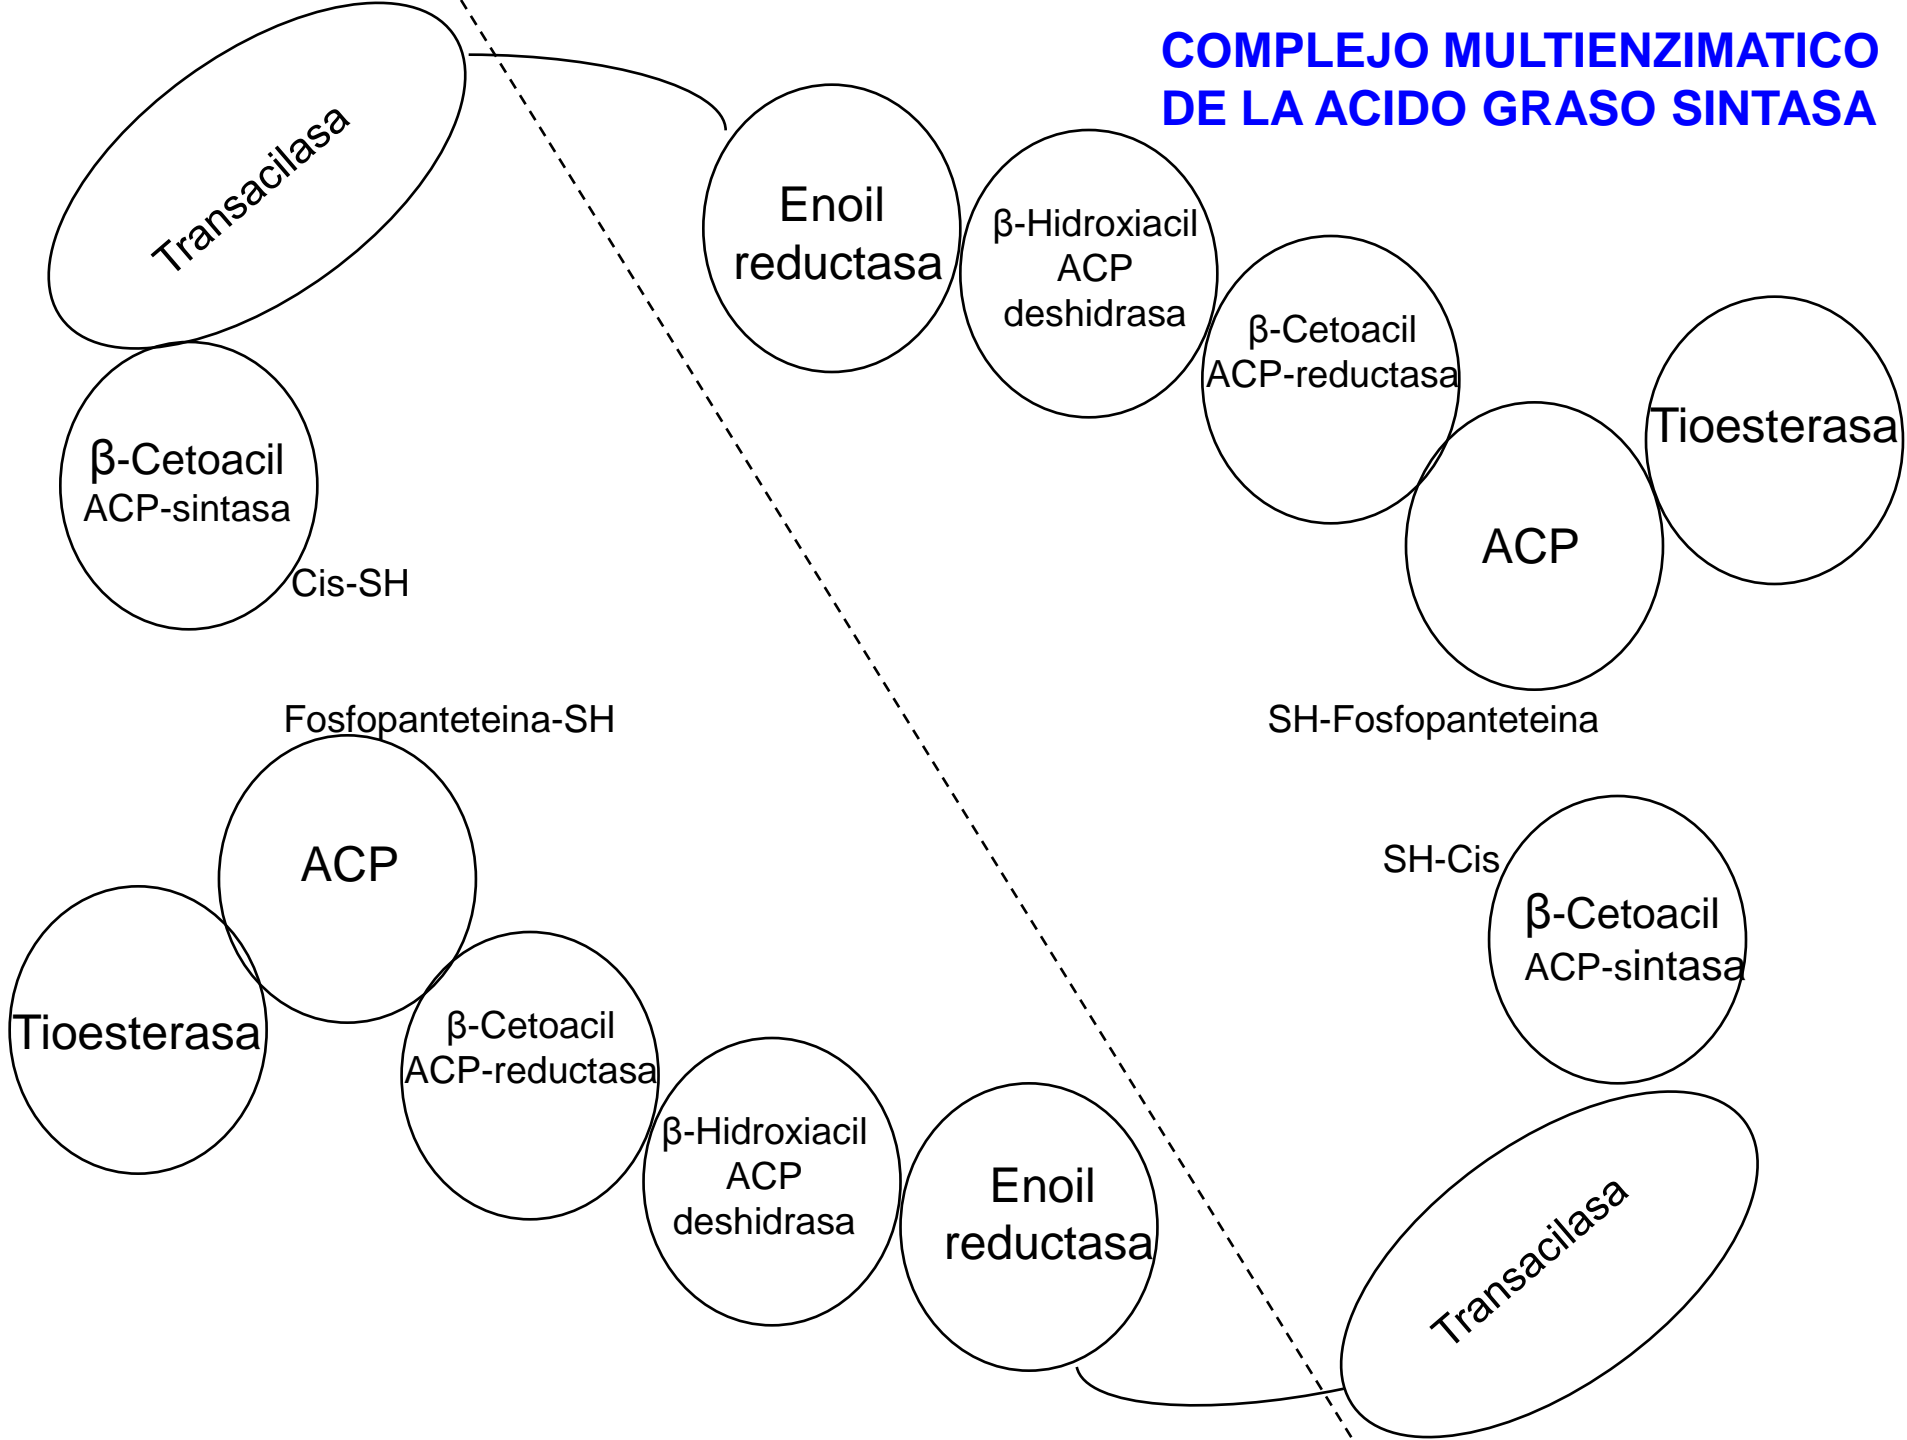 COMPLEJO MULTIENZIMATICO
DE LA ACIDO GRASO SINTASA
Transacilasa
Enoil
reductasa
β-Hidroxiacil
ACP
deshidrasa
β-Cetoacil
ACP-reductasa
Tioesterasa
ACP
β-Cetoacil
ACP-sintasa
Cis-SH
Fosfopanteteina-SH
SH-Fosfopanteteina
ACP
Tioesterasa
β-Cetoacil
ACP-reductasa
β-Hidroxiacil
ACP
deshidrasa
Enoil
reductasa
SH-Cis
β-Cetoacil
ACP-sintasa
Transacilasa